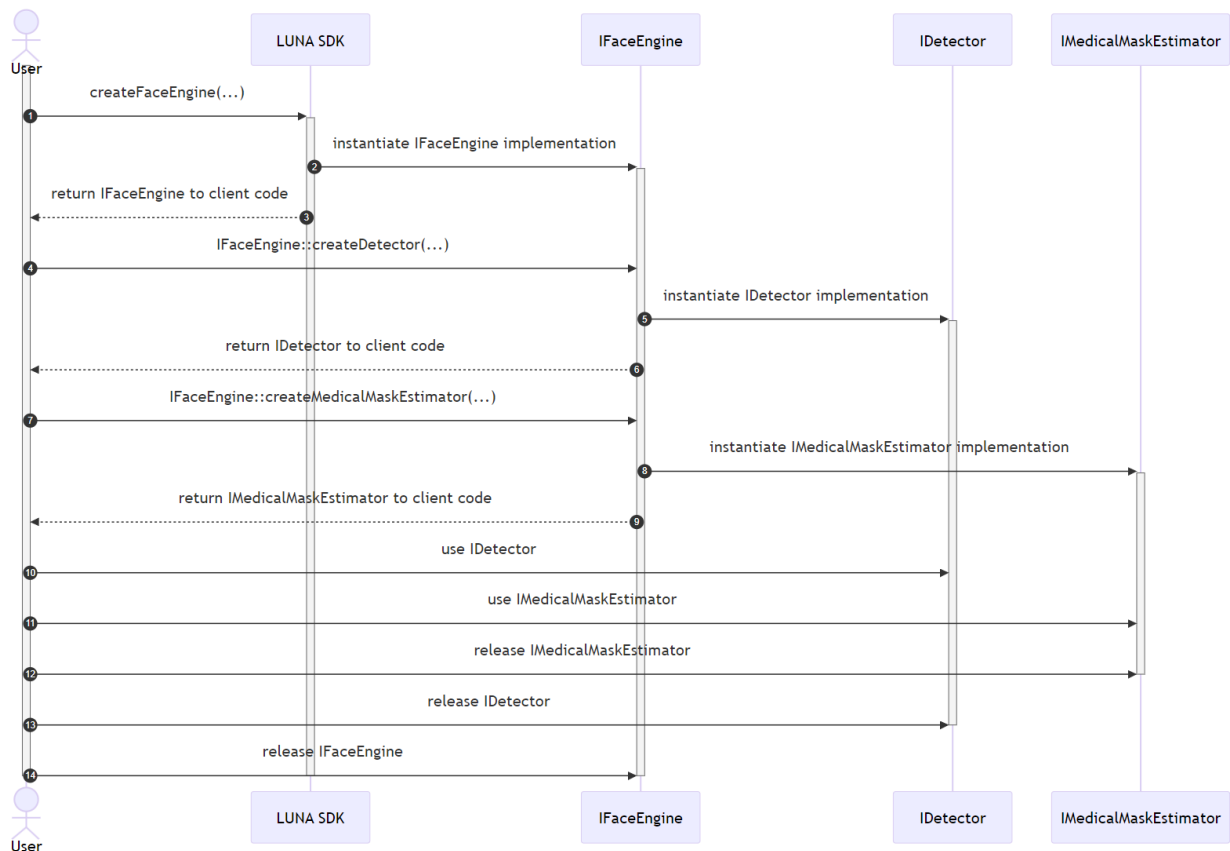 LUNA SDK
IFaceEngine
IDetector
IMedicalMaskEstimator
User
createFaceEngine(...)
1
instantiate IFaceEngine implementation
2
return IFaceEngine to client code
3
IFaceEngine::createDetector(...)
4
instantiate IDetector implementation
5
return IDetector to client code
6
IFaceEngine::createMedicalMaskEstimator(...)
7
instantiate IMedicalMaskEstimator implementation
8
return IMedicalMaskEstimator to client code
9
use IDetector
10
use IMedicalMaskEstimator
11
release IMedicalMaskEstimator
12
release IDetector
13
release IFaceEngine
14
LUNA SDK
IFaceEngine
IDetector
IMedicalMaskEstimator
User